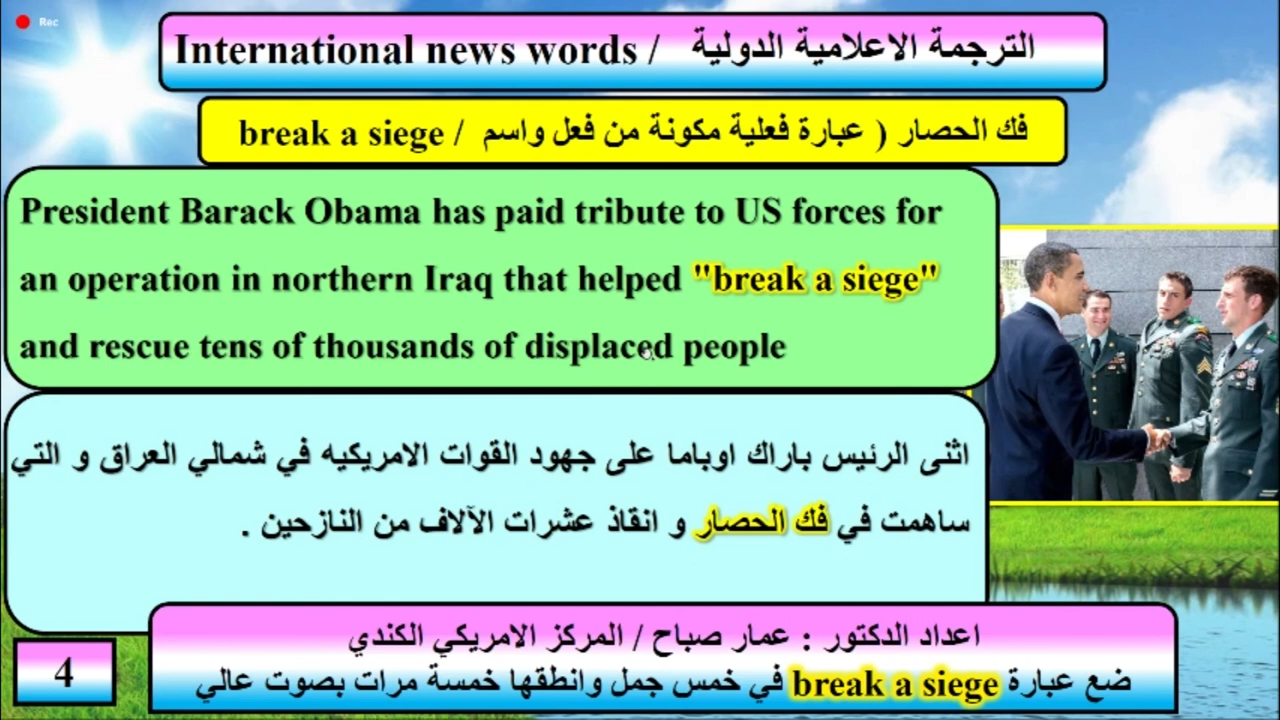 Rec
International news words / الترجمة الاعلامية الدولية
break a siege / فك الحصار ( عبارة فعلية مكونة من فعل واسم
President Barack Obama has paid tribute to US forces for
an operation in northern Iraq that helped "break a siege"
and rescue tens of thousands of displaced people
اثنى الرئيس باراك اوباما على جهود القوات الامريكيه في شمالي العراق و التي
ساهمت في فك الحصار و انقاذ عشرات الآلاف من النازحين .
اعداد الدكتور : عمار صباح / المركز الامريكي الكندي
ضع عبارة break a siege في خمس جمل وانطقها خمسة مرات بصوت عالي
4